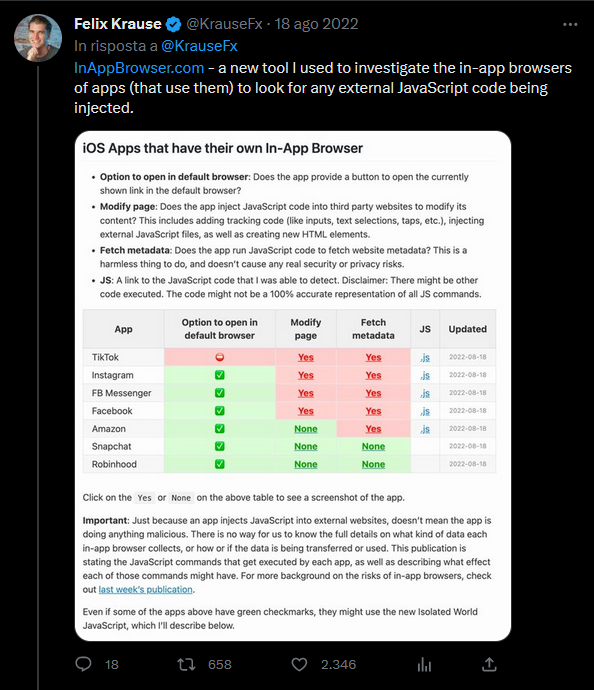 Felix Krause @KrauseFx · 18 ago 2022
In risposta a @KrauseFx
InAppBrowser.com – a new tool I used to investigate the in-app browsers
of apps (that use them) to look for any external JavaScript code being
injected.
iOS Apps that have their own In-App Browser
• Option to open in default browser: Does the app provide a button to open the currently
shown link in the default browser?
• Modify page: Does the app inject JavaScript code into third party websites to modify its
content? This includes adding tracking code (like inputs, text selections, taps, etc.), injecting
external JavaScript files, as well as creating new HTML elements.
• Fetch metadata: Does the app run JavaScript code to fetch website metadata? This is a
harmless thing to do, and doesn't cause any real security or privacy risks.
• JS: A link to the JavaScript code that I was able to detect. Disclaimer: There might be other
code executed. The code might not be a 100% accurate representation of all JS commands.
App Option to open in default browser Modify page Fetch metadata JS Updated
TikTok ⛔ Yes Yes .js 2022-08-18
Instagram ✅ Yes Yes .js 2022-08-18
FB Messenger ✅ Yes Yes .js 2022-08-18
Facebook ✅ Yes Yes .js 2022-08-18
Amazon ✅ None Yes .js 2022-08-18
Snapchat ✅ None None 2022-08-18
Robinhood ✅ None None 2022-08-18
Click on the Yes or None on the above table to see a screenshot of the app.
Important: Just because an app injects JavaScript into external websites, doesn't mean the app is
doing anything malicious. There is no way for us to know the full details on what kind of data each
in-app browser collects, or how or if the data is being transferred or used. This publication is
stating the JavaScript commands that get executed by each app, as well as describing what effect
each of those commands might have. For more background on the risks of in-app browsers, check
out last week's publication.
Even if some of the apps above have green checkmarks, they might use the new Isolated World
JavaScript, which I'll describe below.
18 658 2.346